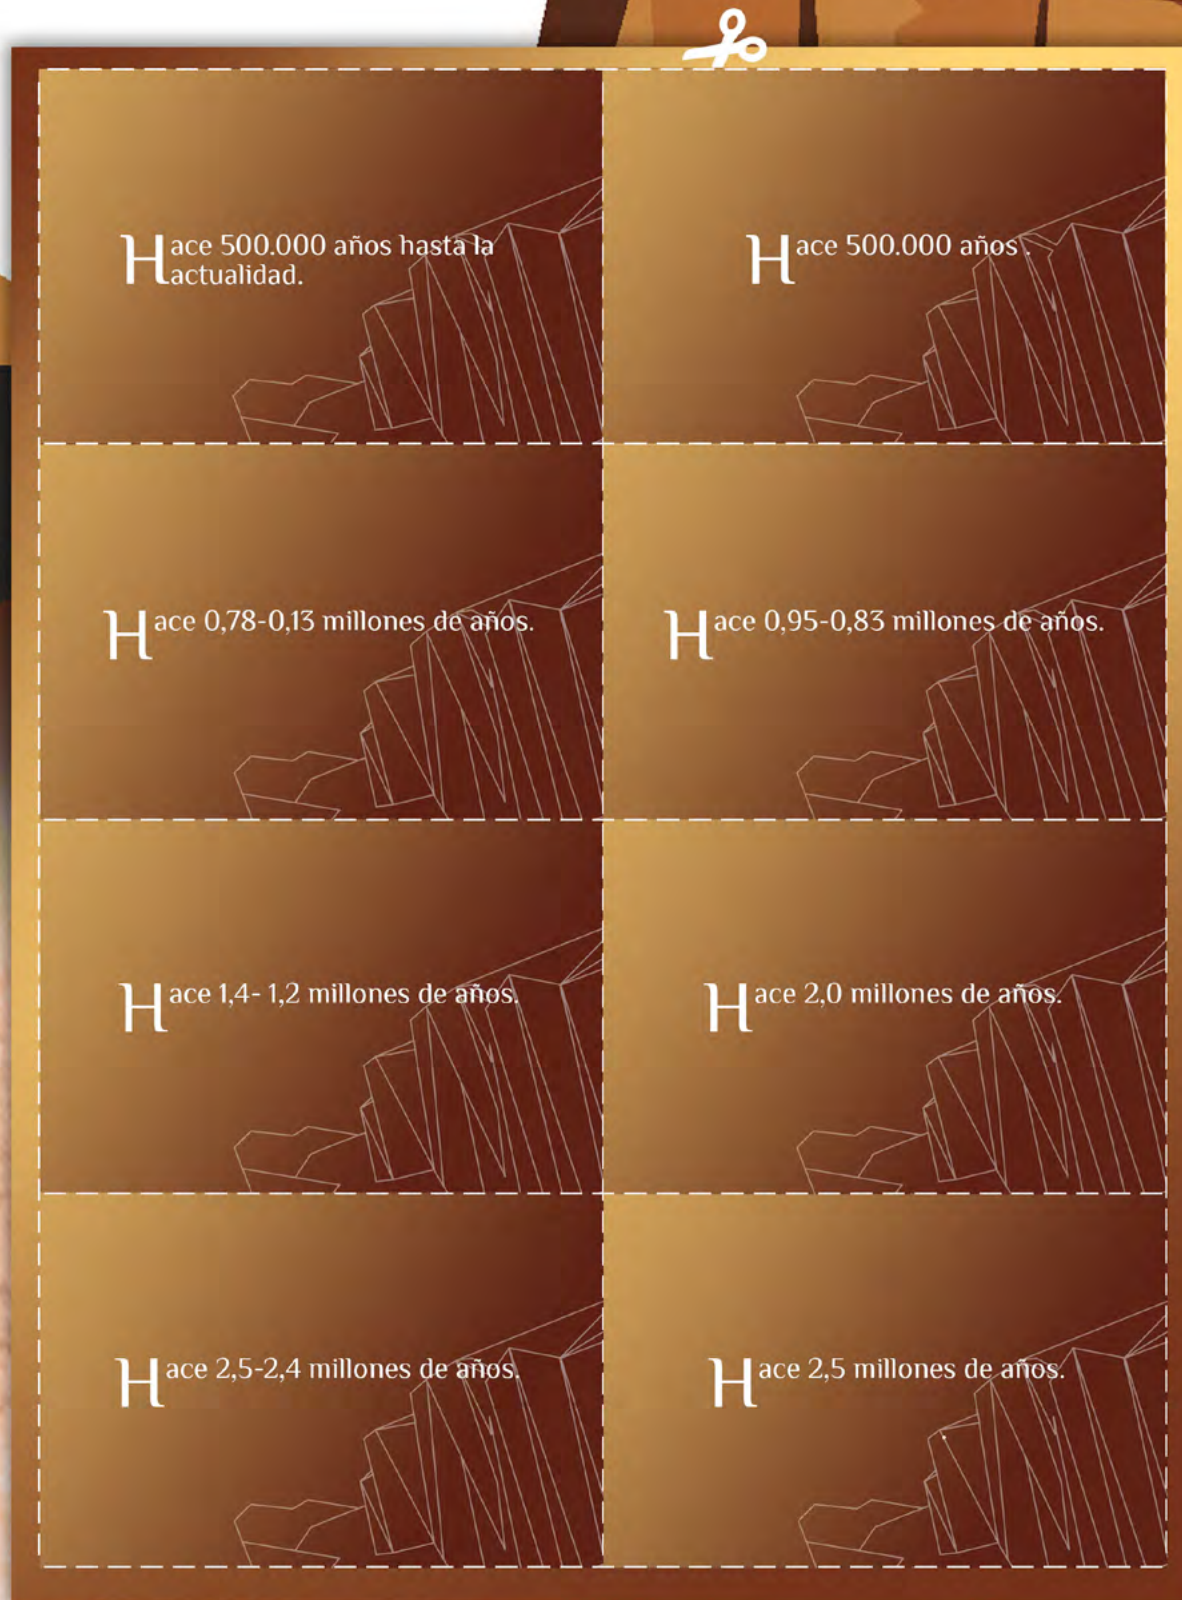 Hace 500.000 años hasta la
actualidad.
Hace 500.000 años .
Hace 0,78-0,13 millones de años.
Hace 0,95-0,83 millones de años.
Hace 1,4- 1,2 millones de años.
Hace 2,0 millones de años.
Hace 2,5-2,4 millones de años.
Hace 2,5 millones de años.